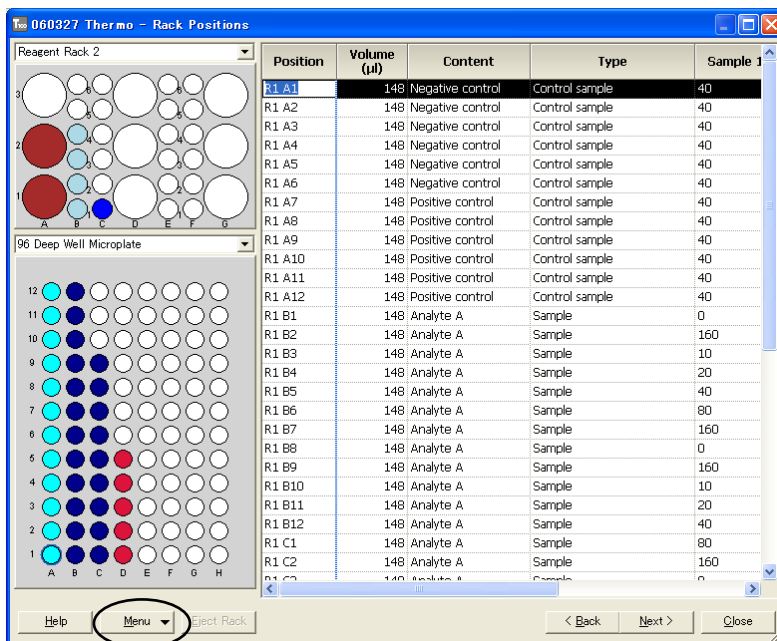 T100 060327 Thermo - Rack Positions
Reagent Rack 2
3 6 5
2 4 3
1 2 1 1
A B C D E F G
96 Deep Well Microplate
12
11
10
9
8
7
6
5
4
3
2
1
A B C D E F G H
Position Volume (µl) Content Type Sample 1
R1 A1 148 Negative control Control sample 40
R1 A2 148 Negative control Control sample 40
R1 A3 148 Negative control Control sample 40
R1 A4 148 Negative control Control sample 40
R1 A5 148 Negative control Control sample 40
R1 A6 148 Negative control Control sample 40
R1 A7 148 Positive control Control sample 40
R1 A8 148 Positive control Control sample 40
R1 A9 148 Positive control Control sample 40
R1 A10 148 Positive control Control sample 40
R1 A11 148 Positive control Control sample 40
R1 A12 148 Positive control Control sample 40
R1 B1 148 Analyte A Sample 0
R1 B2 148 Analyte A Sample 160
R1 B3 148 Analyte A Sample 10
R1 B4 148 Analyte A Sample 20
R1 B5 148 Analyte A Sample 40
R1 B6 148 Analyte A Sample 80
R1 B7 148 Analyte A Sample 160
R1 B8 148 Analyte A Sample 0
R1 B9 148 Analyte A Sample 160
R1 B10 148 Analyte A Sample 10
R1 B11 148 Analyte A Sample 20
R1 B12 148 Analyte A Sample 40
R1 C1 148 Analyte A Sample 80
R1 C2 148 Analyte A Sample 160
R1 C3 148 Analyte A Sample 0
Help Menu Eject Rack < Back Next > Close